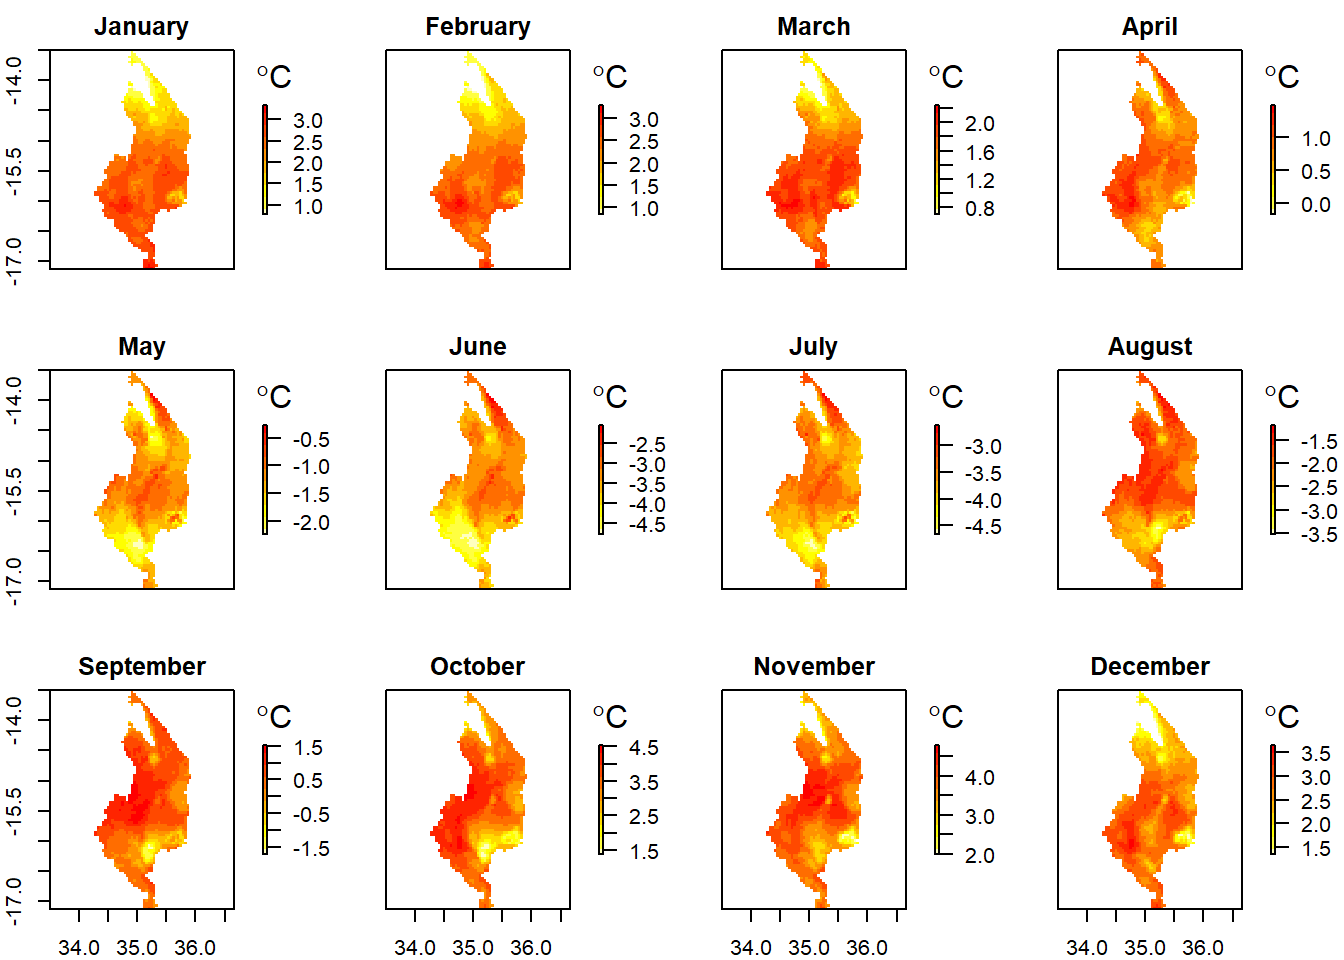 January February March April
°C °C °C °C
-14.0 -15.5 -17.0
3.0 2.5 2.0 1.5 1.0
3.0 2.5 2.0 1.5 1.0
2.0 1.6 1.2 0.8
1.0 0.5 0.0
May June July August
°C °C °C °C
-14.0 -15.5 -17.0
-0.5 -1.0 -1.5 -2.0
-2.5 -3.0 -3.5 -4.0 -4.5
-3.0 -3.5 -4.0 -4.5
-1.5 -2.0 -2.5 -3.0 -3.5
September October November December
°C °C °C °C
-14.0 -15.5 -17.0
1.5 0.5 -0.5 -1.5
4.5 3.5 2.5 1.5
4.0 3.0 2.0
3.5 3.0 2.5 2.0 1.5
34.0 35.0 36.0 34.0 35.0 36.0 34.0 35.0 36.0 34.0 35.0 36.0